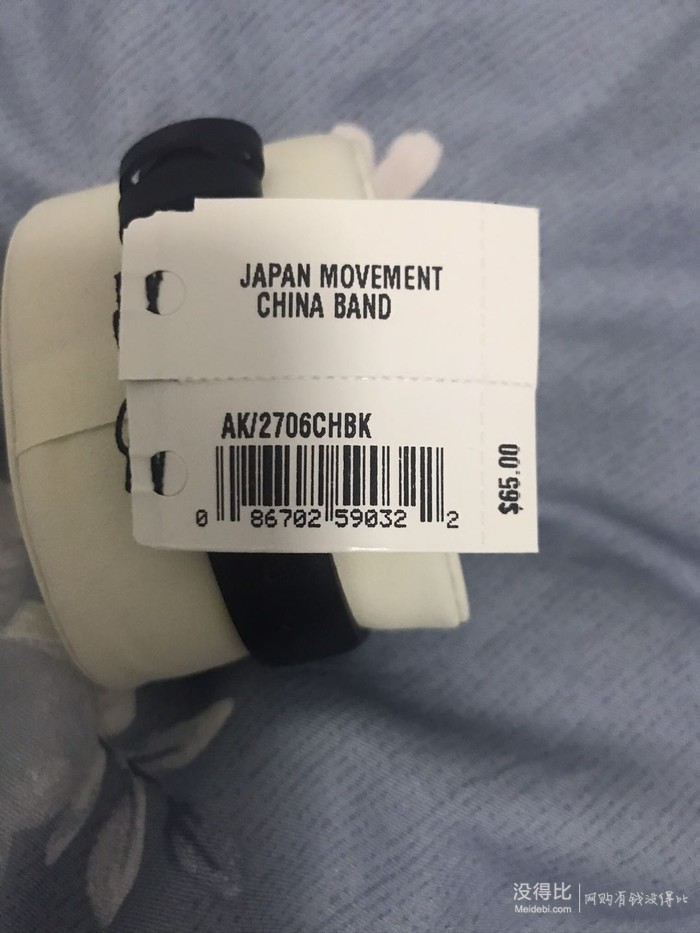 JAPAN MOVEMENT
CHINA BAND
AK/2706CHBK
$65.00
0 86702 59032 2
没得比
Meidebi.com
网购有钱没得比